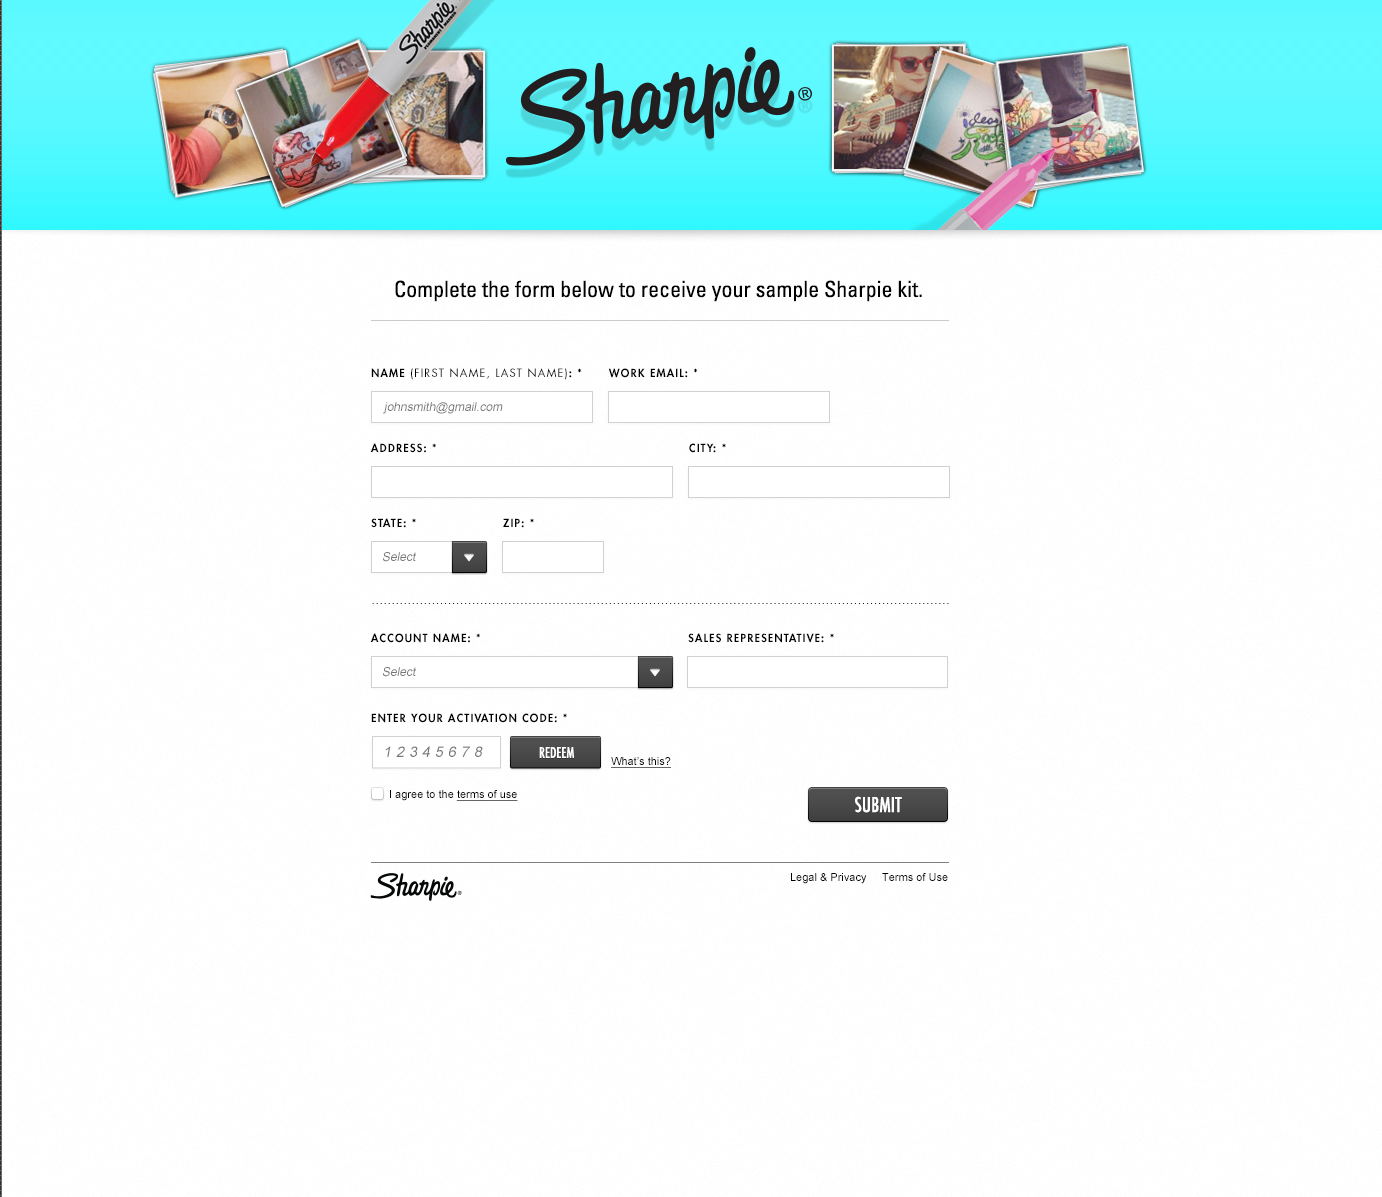 Sharpie
PERMANENT MARKER
Sharpie®
ideas
Complete the form below to receive your sample Sharpie kit.
NAME (FIRST NAME, LAST NAME): * WORK EMAIL: *
johnsmith@gmail.com
ADDRESS: * CITY: *
STATE: * ZIP: *
Select
ACCOUNT NAME: * SALES REPRESENTATIVE: *
Select
ENTER YOUR ACTIVATION CODE: *
1 2 3 4 5 6 7 8 REDEEM What's this?
I agree to the terms of use
SUBMIT
Sharpie® Legal & Privacy Terms of Use